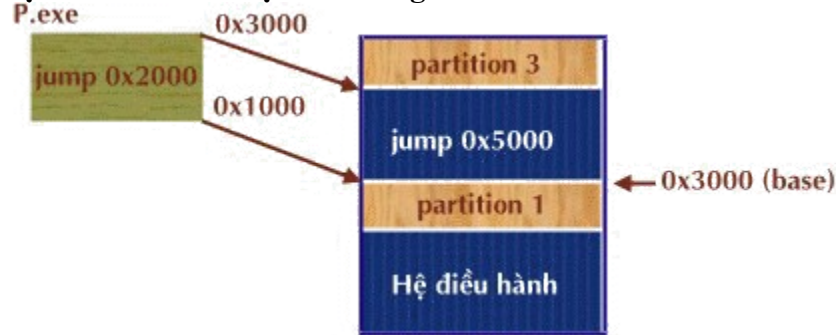 P.exe
0x3000
jump 0x2000
0x1000
partition 3
jump 0x5000
0x3000 (base)
partition 1
Hệ điều hành